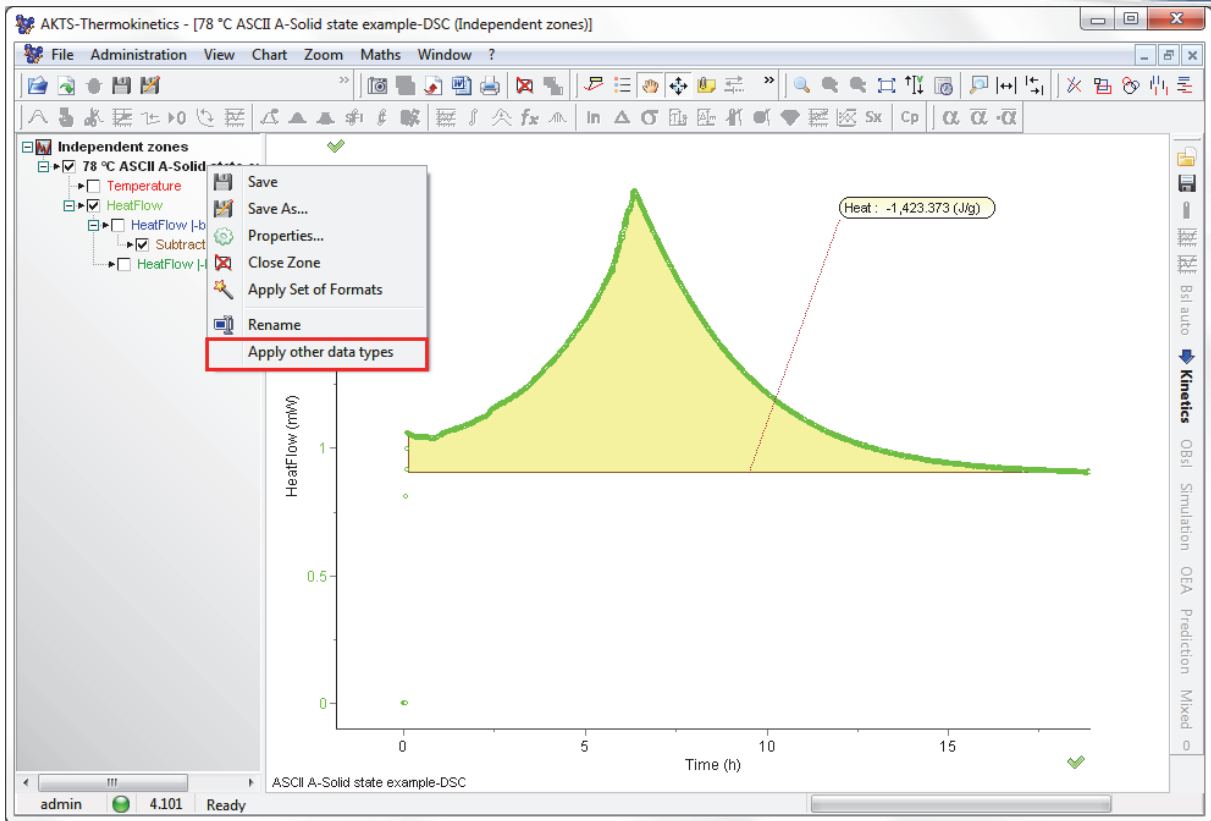 AKTS-Thermokinetics - [78 °C ASCII A-Solid state example-DSC (Independent zones)]
File Administration View Chart Zoom Maths Window ?
fx ln Δ σ Sx Cp α α -α
Independent zones
78 °C ASCII A-Solid state
Temperature
HeatFlow
HeatFlow |-b
Subtract
HeatFlow |-
Save
Save As...
Properties...
Close Zone
Apply Set of Formats
Rename
Apply other data types
Heat : -1,423.373 (J/g)
HeatFlow (mW)
1
0.5
0
0 5 10 15
Time (h)
ASCII A-Solid state example-DSC
Bsl auto
Kinetics
OBsl
Simulation
OEA
Prediction
Mixed
0
admin 4.101 Ready